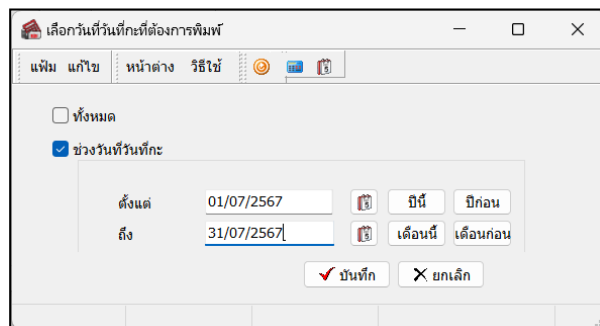 เลือกวันที่วันที่กะที่ต้องการพิมพ์
แฟ้ม แก้ไข หน้าต่าง วิธีใช้
ทั้งหมด
ช่วงวันที่วันที่กะ
ตั้งแต่ 01/07/2567 ปีนี้ ปีก่อน
ถึง 31/07/2567 เดือนนี้ เดือนก่อน
บันทึก ยกเลิก